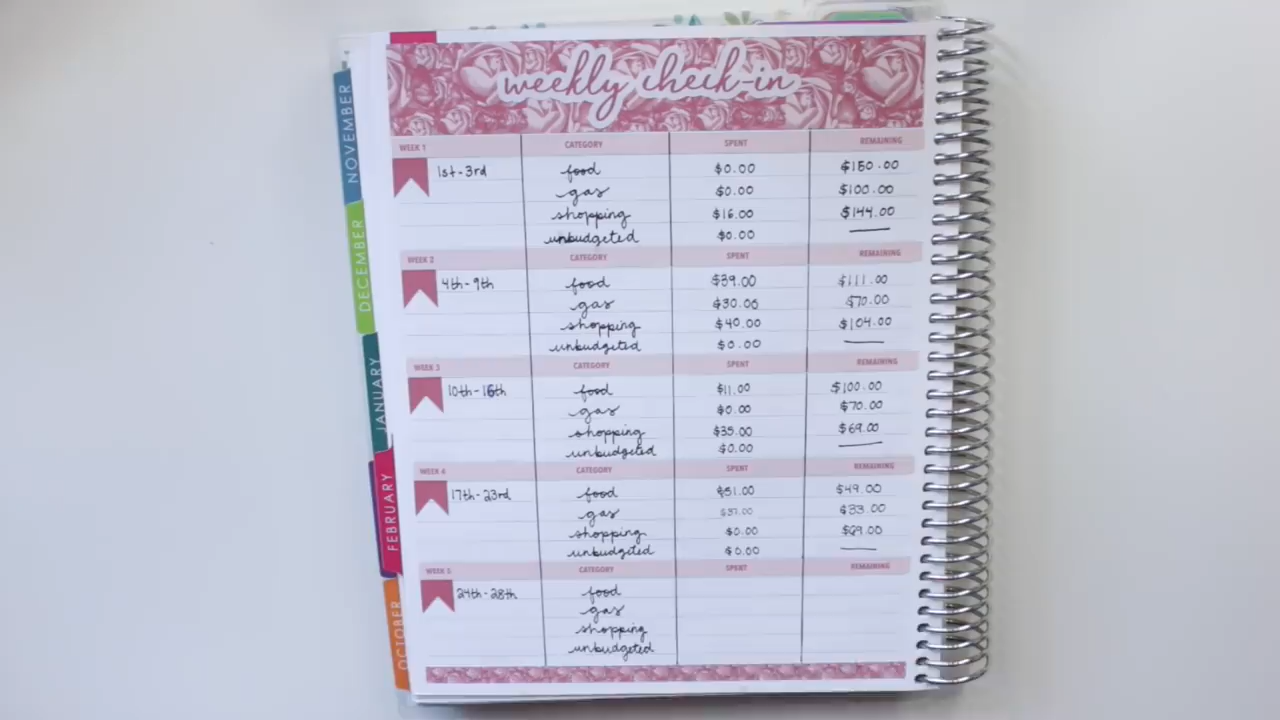 weekly check-in
WEEK 1 CATEGORY SPENT REMAINING
1st-3rd food $0.00 $150.00
gas $0.00 $100.00
shopping $16.00 $144.00
unbudgeted $0.00
WEEK 2 CATEGORY SPENT REMAINING
4th-9th food $39.00 $111.00
gas $30.00 $70.00
shopping $40.00 $104.00
unbudgeted $0.00
WEEK 3 CATEGORY SPENT REMAINING
10th-16th food $11.00 $100.00
gas $0.00 $70.00
shopping $35.00 $69.00
unbudgeted $0.00
WEEK 4 CATEGORY SPENT REMAINING
17th-23rd food $51.00 $49.00
gas $37.00 $33.00
shopping $0.00 $69.00
unbudgeted $0.00
WEEK 5 CATEGORY SPENT REMAINING
24th-28th food
gas
shopping
unbudgeted
NOVEMBER
DECEMBER
JANUARY
FEBRUARY
OCTOBER